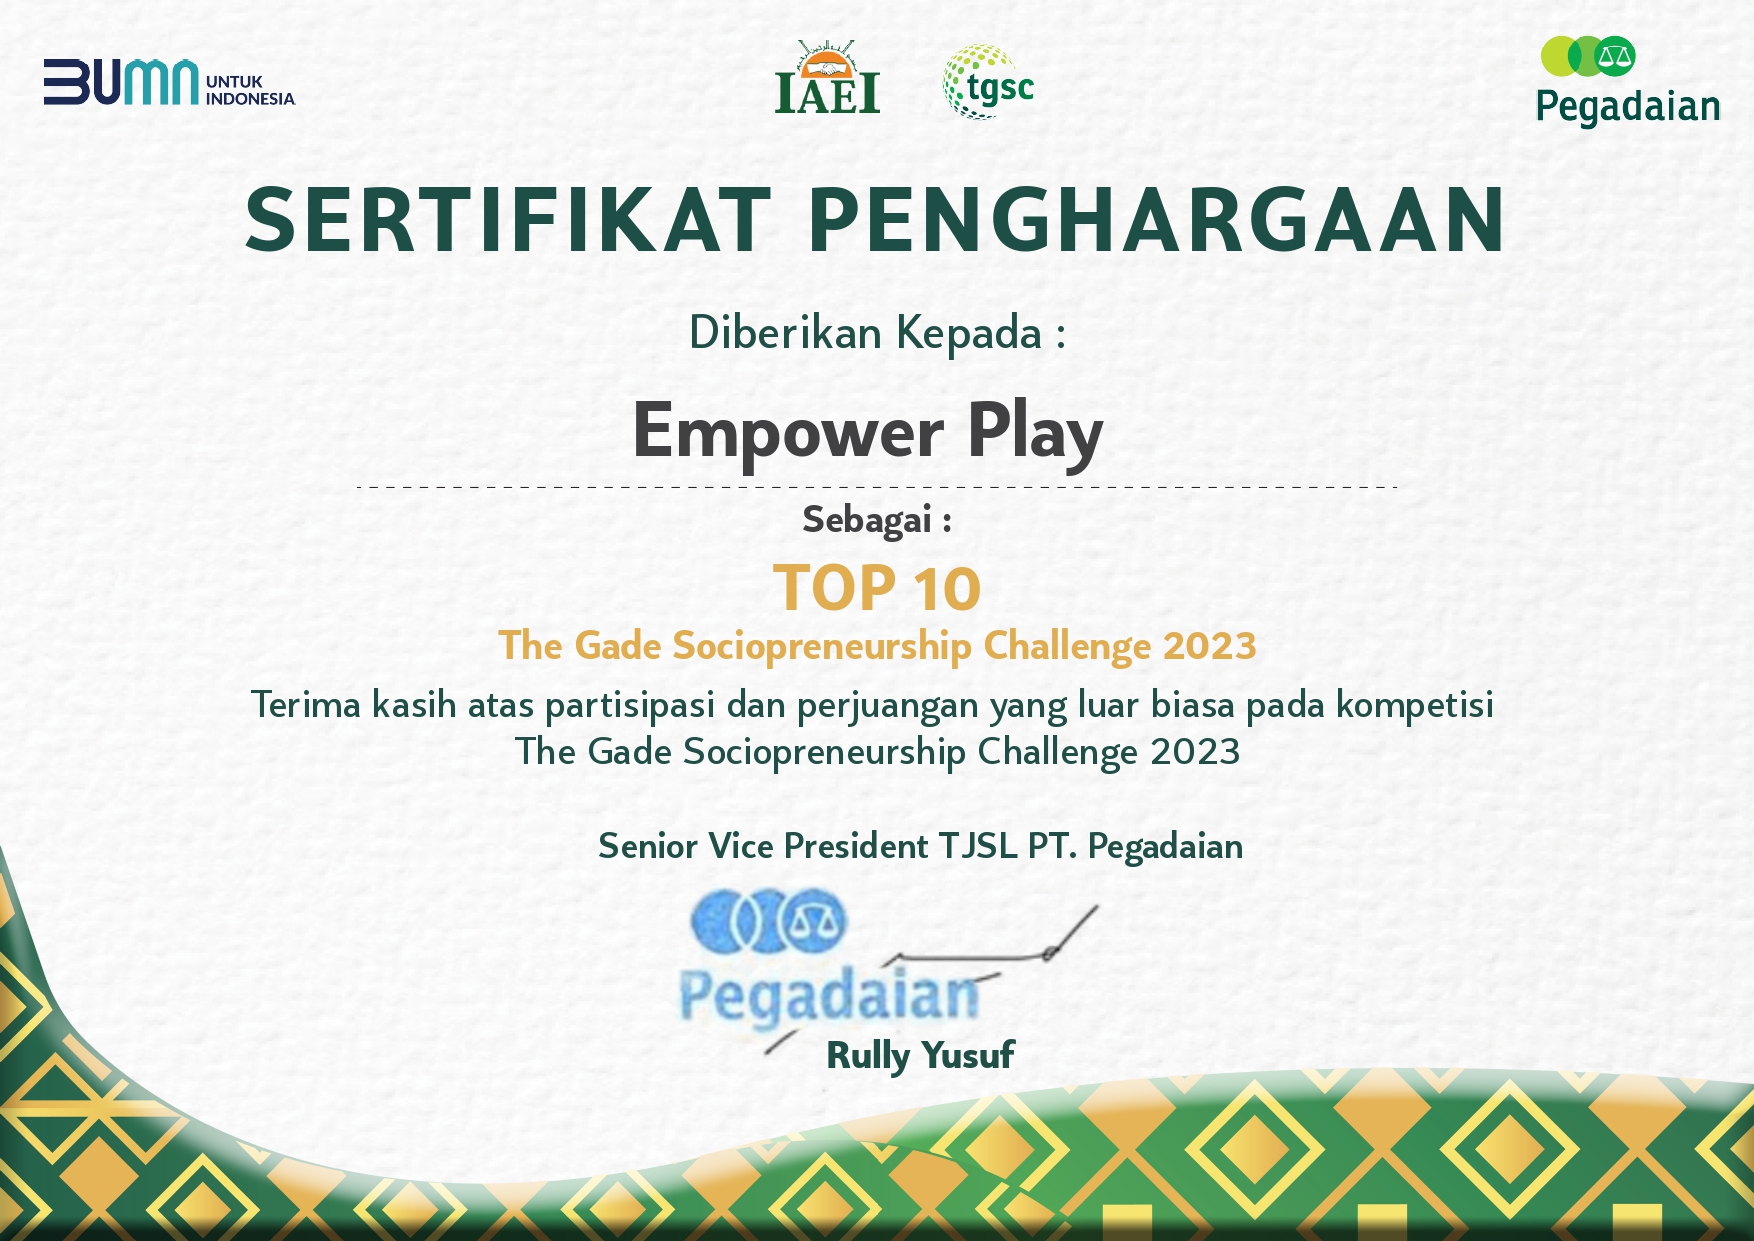 BUMN UNTUK
INDONESIA
IAEI
tgsc
Pegadaian
SERTIFIKAT PENGHARGAAN
Diberikan Kepada :
Empower Play
Sebagai :
TOP 10
The Gade Sociopreneurship Challenge 2023
Terima kasih atas partisipasi dan perjuangan yang luar biasa pada kompetisi
The Gade Sociopreneurship Challenge 2023
Senior Vice President TJSL PT. Pegadaian
Pegadaian
Rully Yusuf